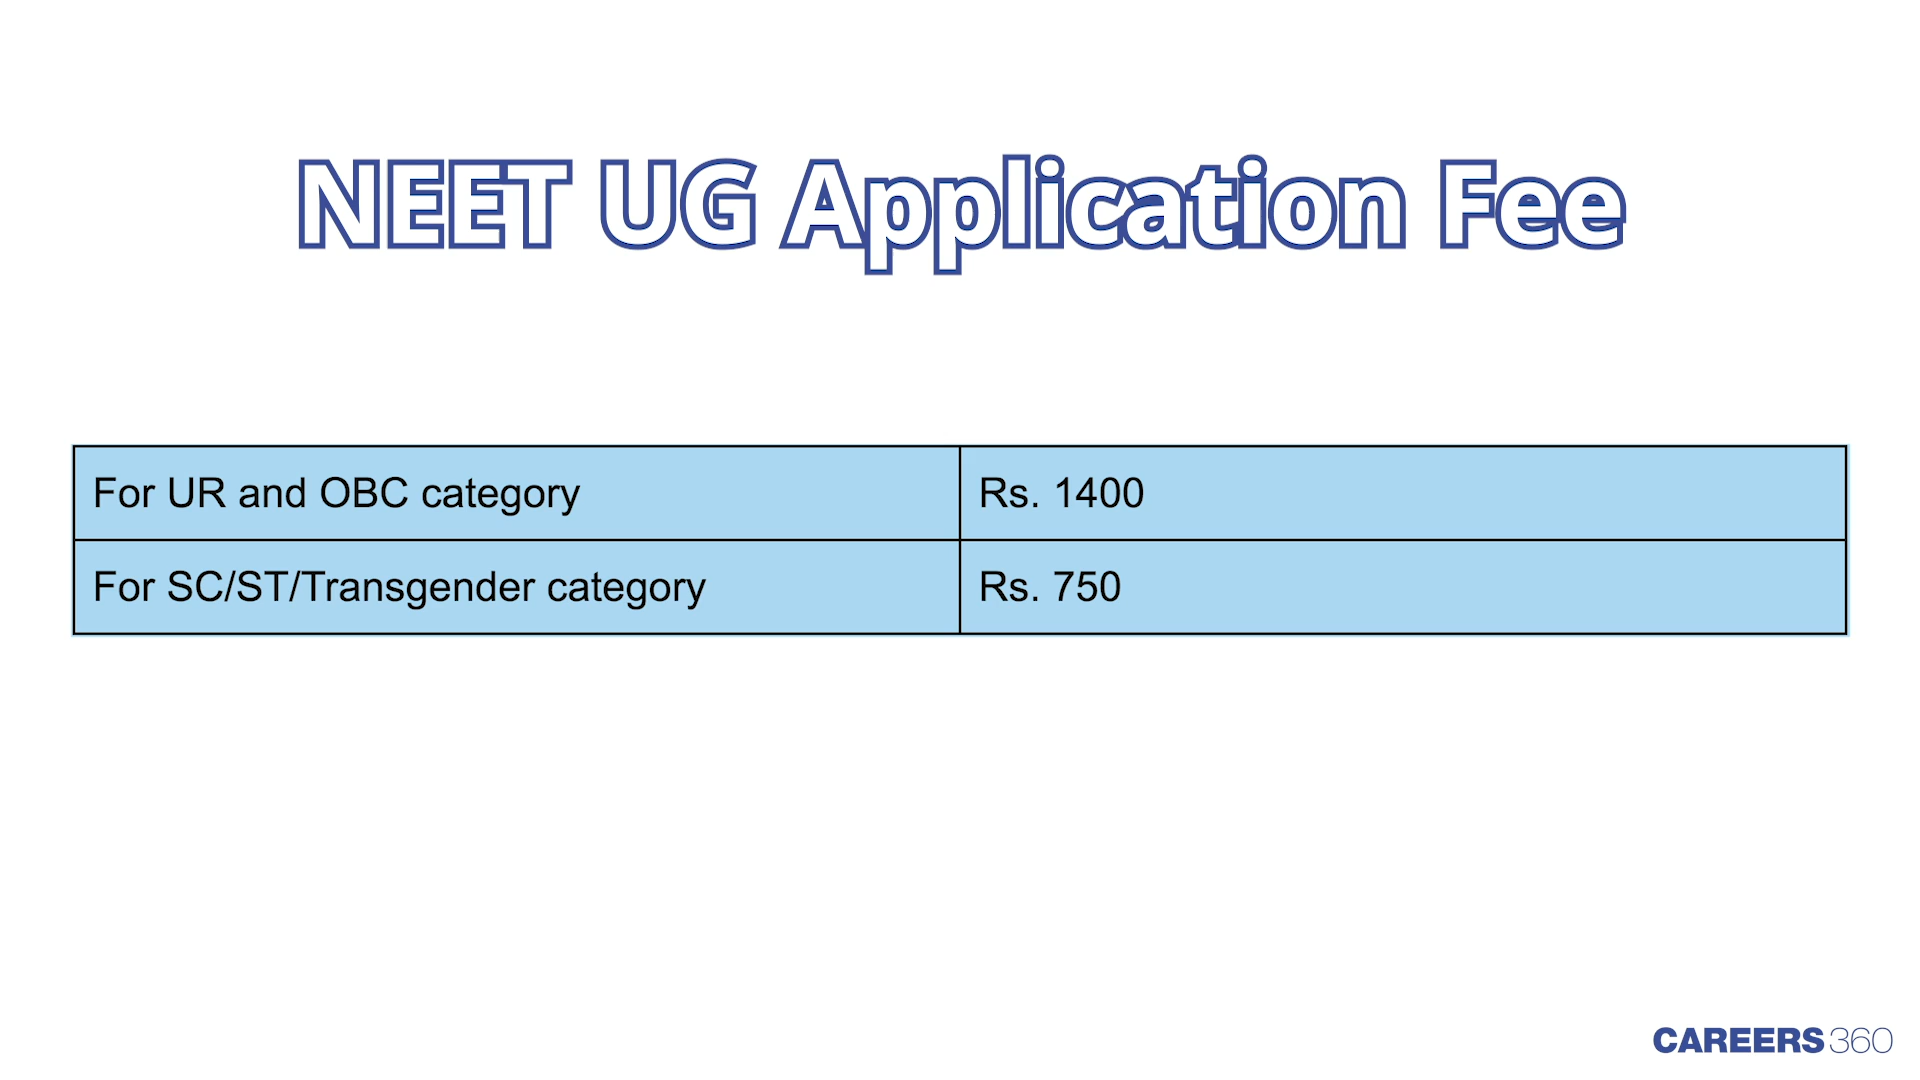 NEET UG Application Fee
For UR and OBC category Rs. 1400
For SC/ST/Transgender category Rs. 750
CAREERS360